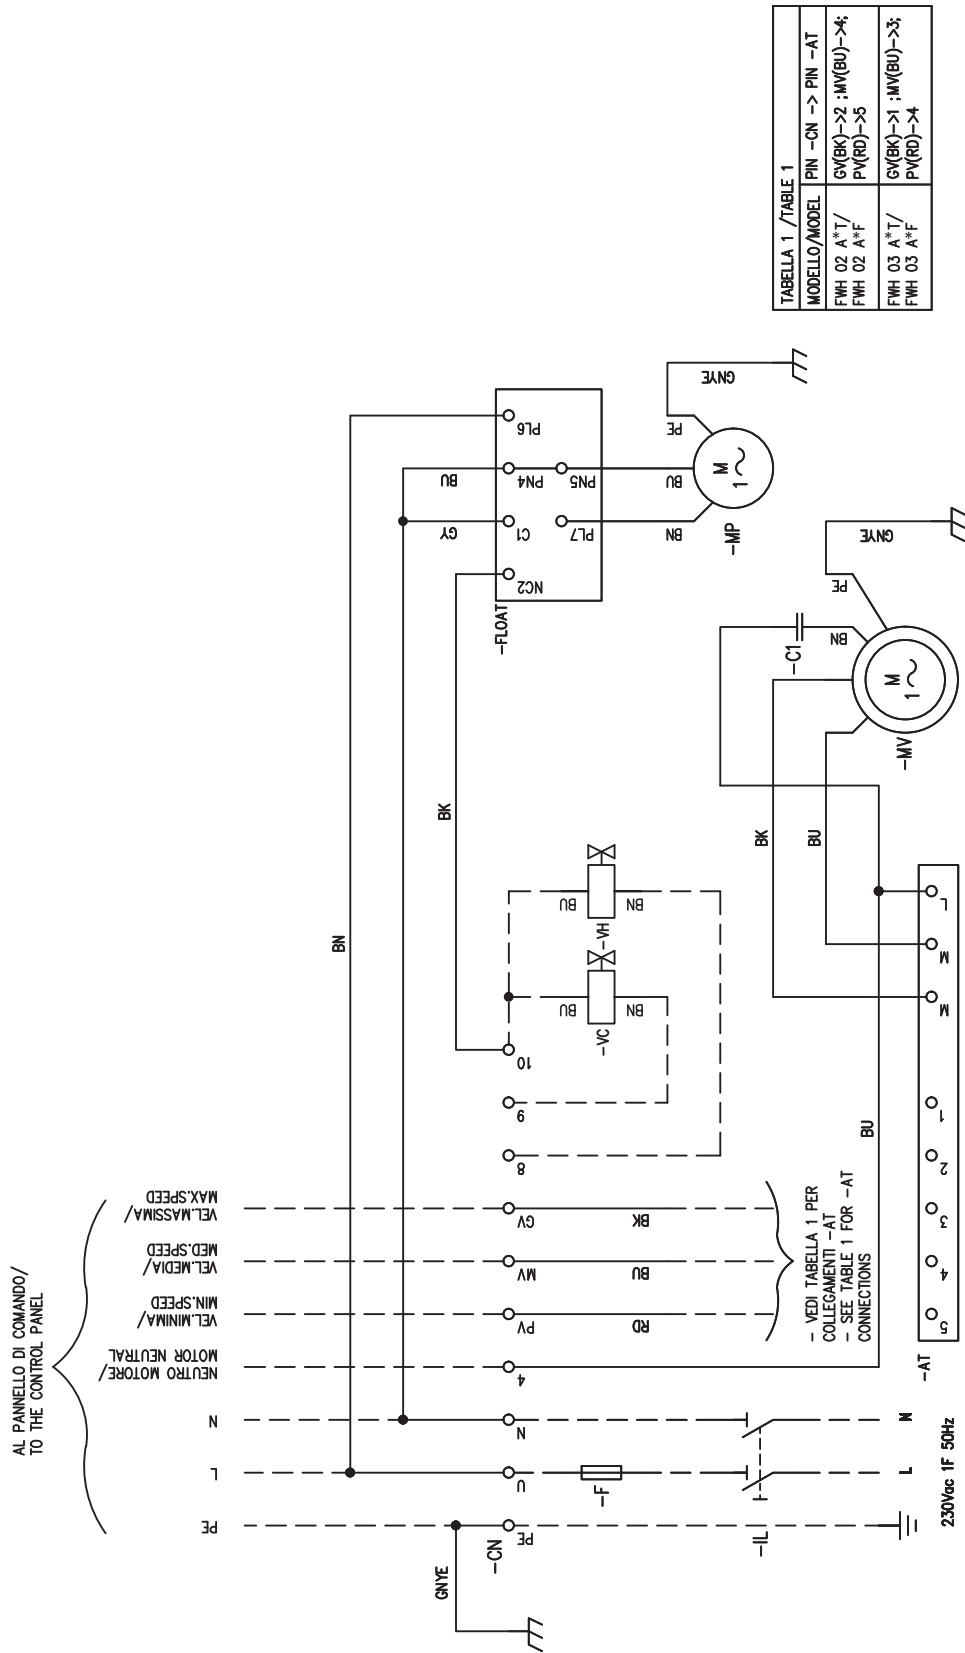 AL PANNELLO DI COMANDO/
TO THE CONTROL PANEL
PE
L
N
NEUTRO MOTORE/
MOTOR NEUTRAL
VEL.MINIMA/
MIN.SPEED
VEL.MEDIA/
MED.SPEED
VEL.MASSIMA/
MAX.SPEED
GNYE
BN
BK
GY
BU
-CN
PE
U
N
4
PV
MV
GV
8
9
10
-FLOAT
NC2
C1
PN4
PL6
PL7
PN5
BN
BU
PE
GNYE
-MP
M
1
-F
RD
BU
BK
-VC
BU
BN
-VH
BU
BN
-IL
- VEDI TABELLA 1 PER
COLLEGAMENTI -AT
- SEE TABLE 1 FOR -AT
CONNECTIONS
BU
BK
BU
-C1
BN
PE
GNYE
-MV
M
1
L
N
230Vac 1F 50Hz
-AT
5
4
3
2
1
M
M
L
TABELLA 1 /TABLE 1
MODELLO/MODEL PIN -CN -> PIN -AT
FWH 02 A*T/ GV(BK)->2 ;MV(BU)->4;
FWH 02 A*F PV(RD)->5
FWH 03 A*T/ GV(BK)->1 ;MV(BU)->3;
FWH 03 A*F PV(RD)->4